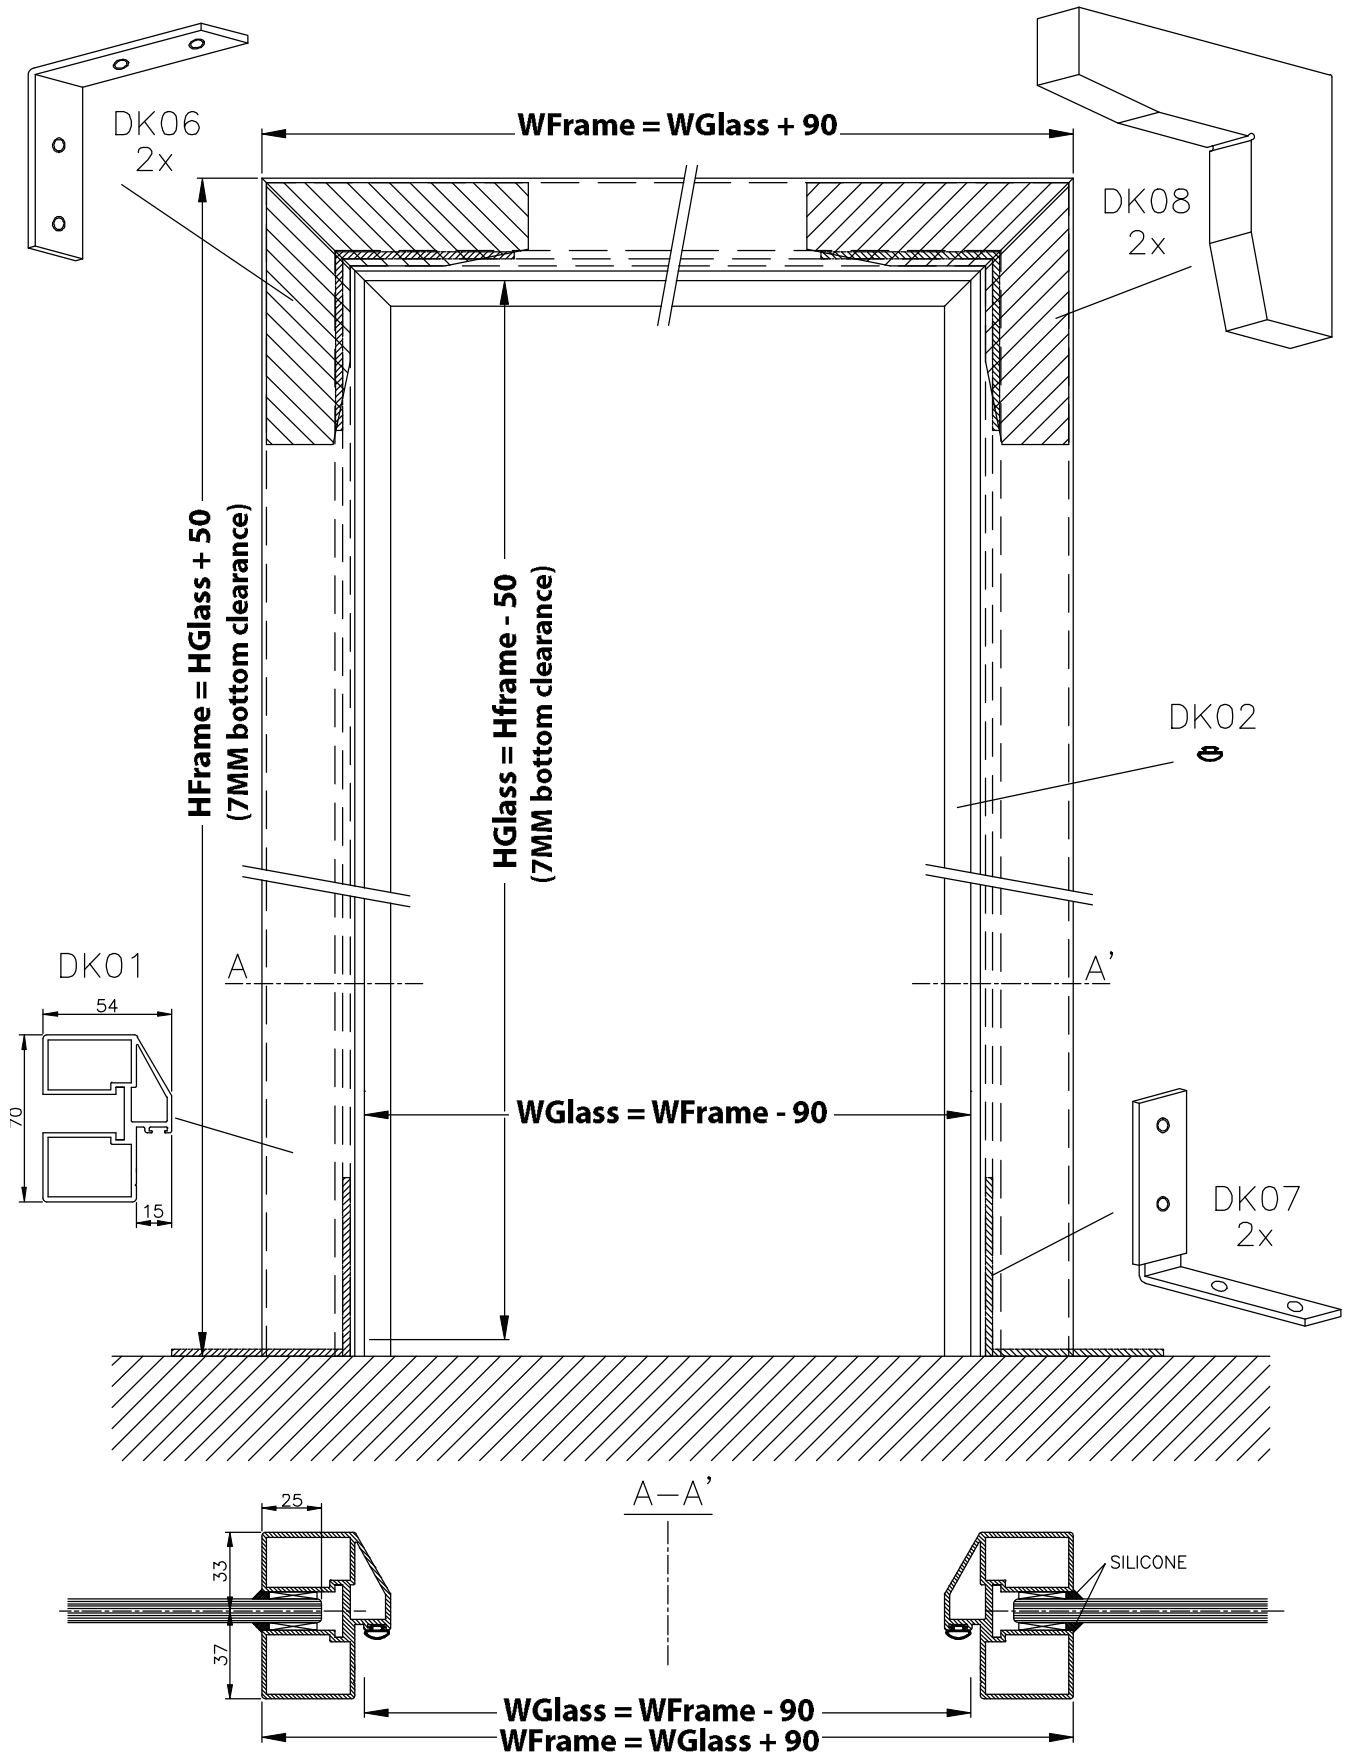 DK06
2x
WFrame = WGlass + 90
DK08
2x
HFrame = HGlass + 50
(7MM bottom clearance)
HGlass = Hframe - 50
(7MM bottom clearance)
DK02
DK01
A
A'
54
70
15
WGlass = WFrame - 90
DK07
2x
A-A'
25
33
37
SILICONE
WGlass = WFrame - 90
WFrame = WGlass + 90